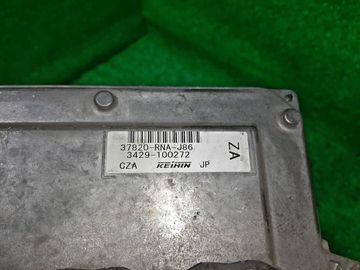 37820-RNA-J86
3429-100272
CZA KEIHIN JP
ZA